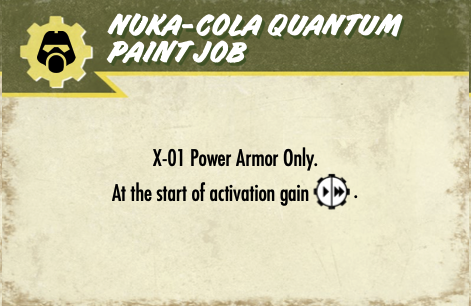 NUKA-COLA QUANTUM
PAINT JOB
X-01 Power Armor Only.
At the start of activation gain .